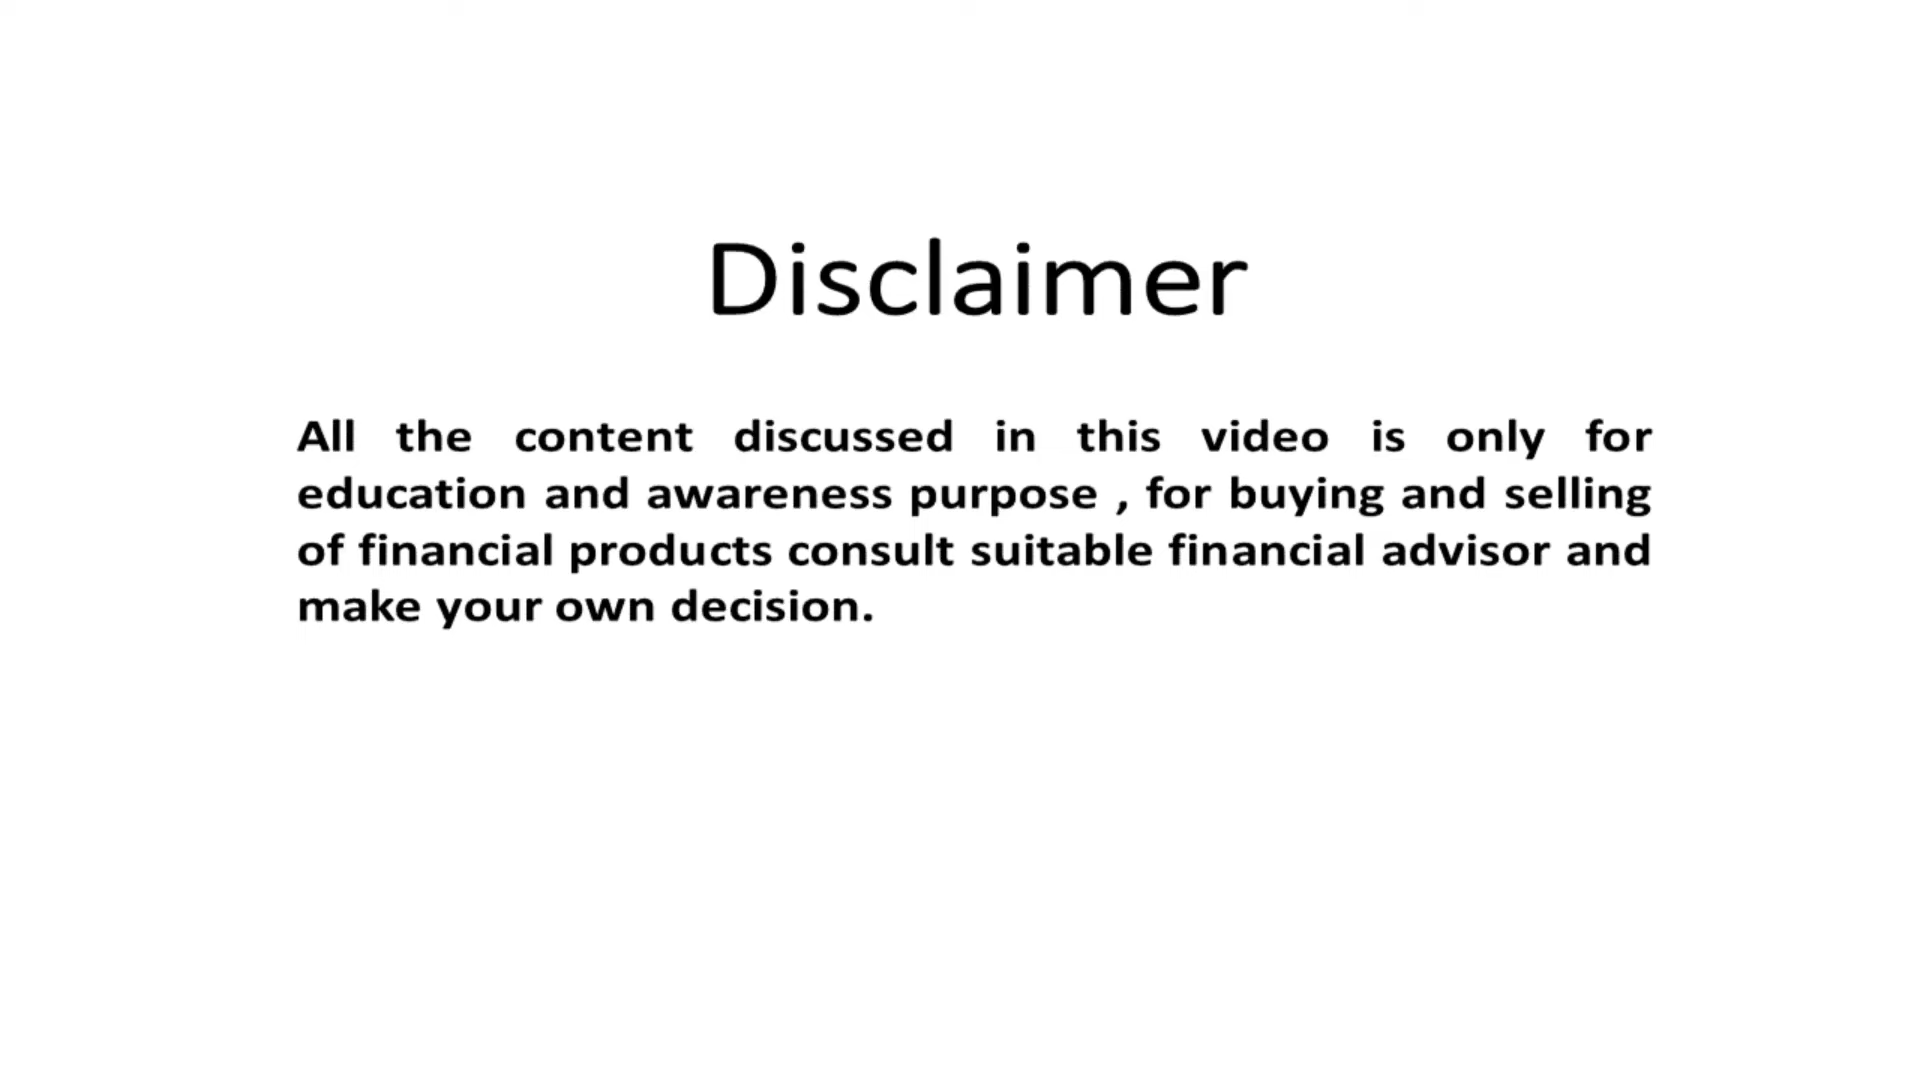 Disclaimer
All the content discussed in this video is only for
education and awareness purpose , for buying and selling
of financial products consult suitable financial advisor and
make your own decision.